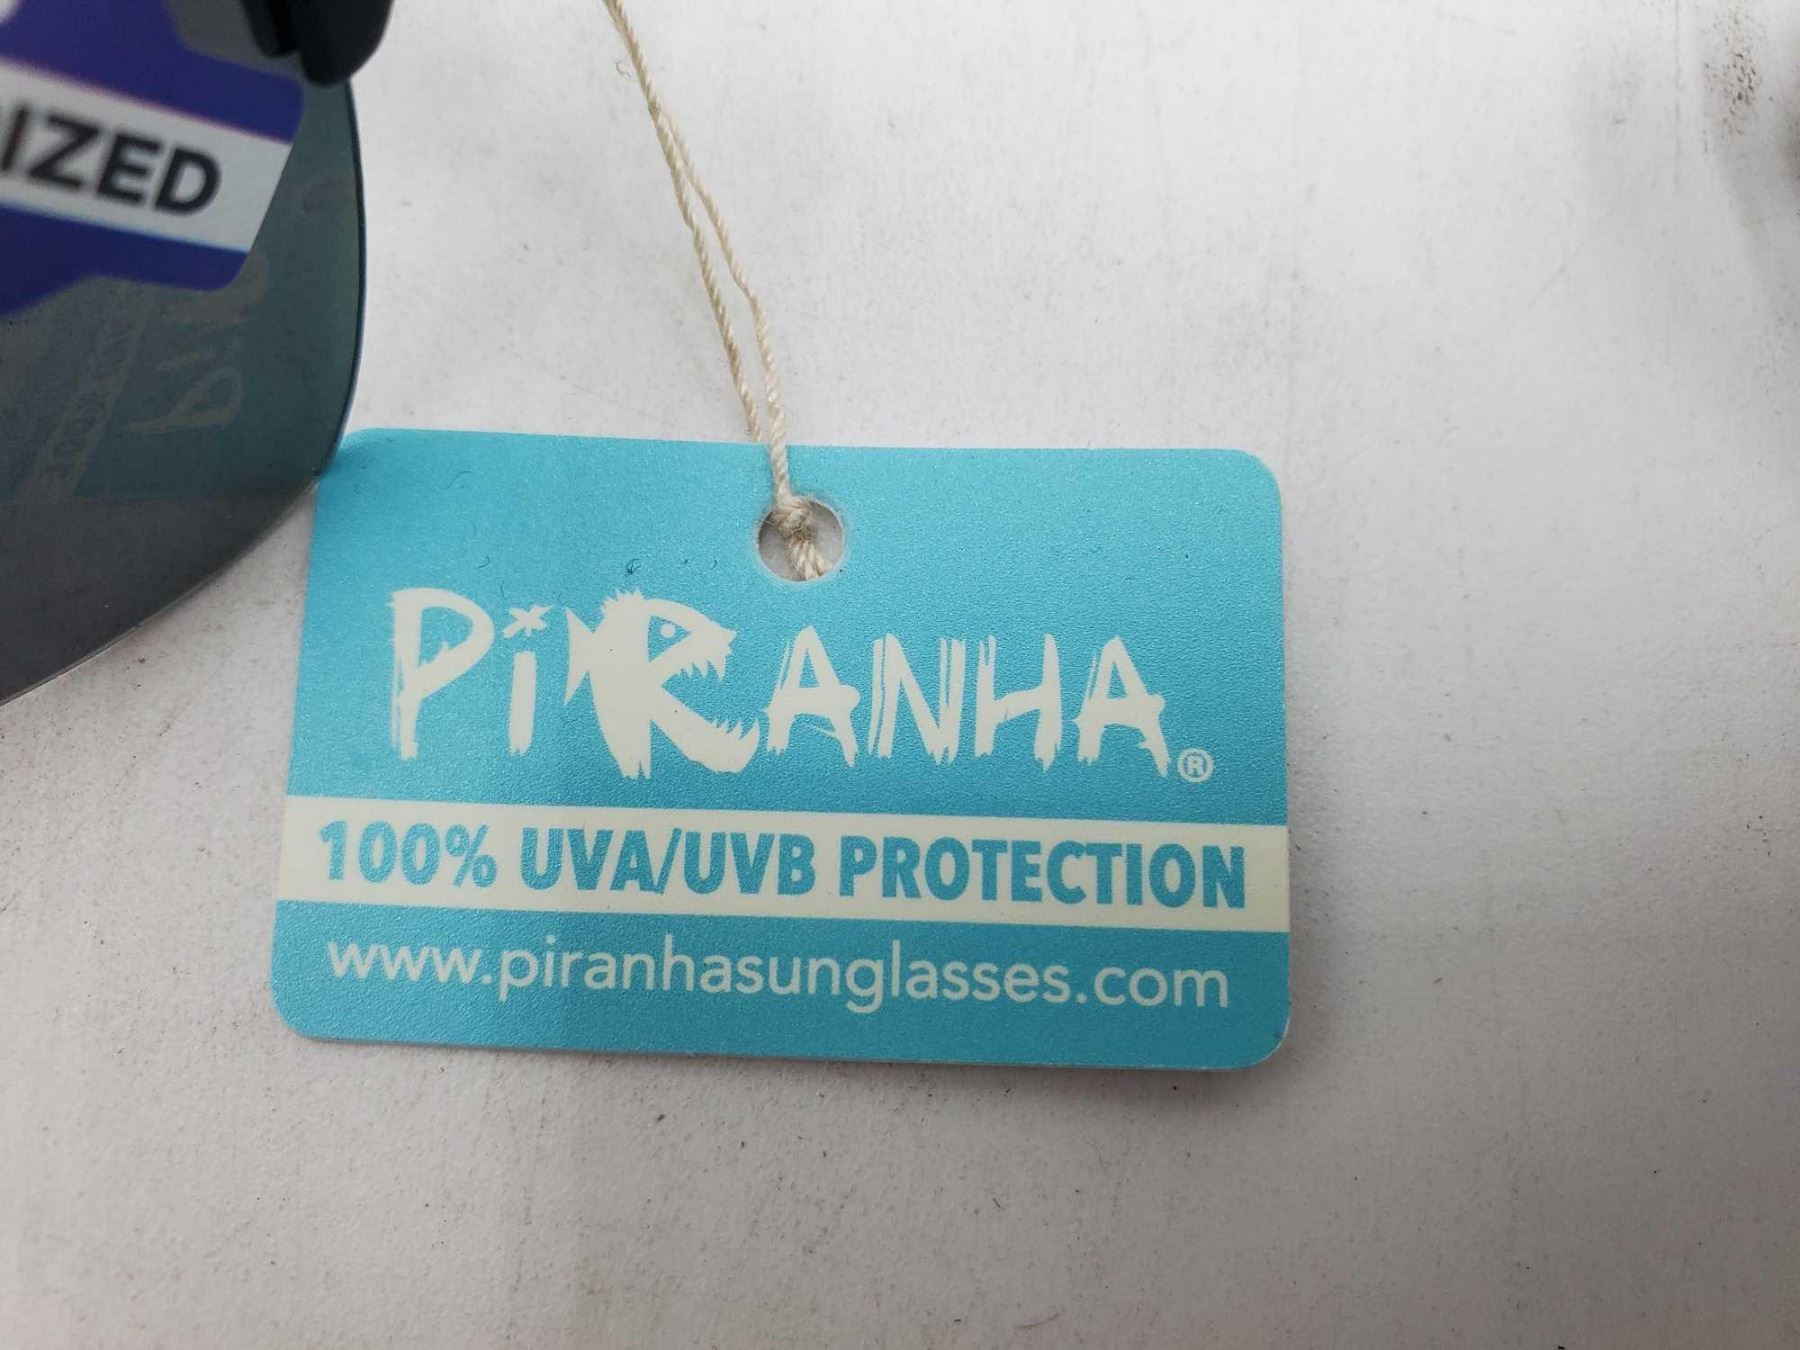 IZED
PiRANHA®
100% UVA/UVB PROTECTION
www.piranhasunglasses.com